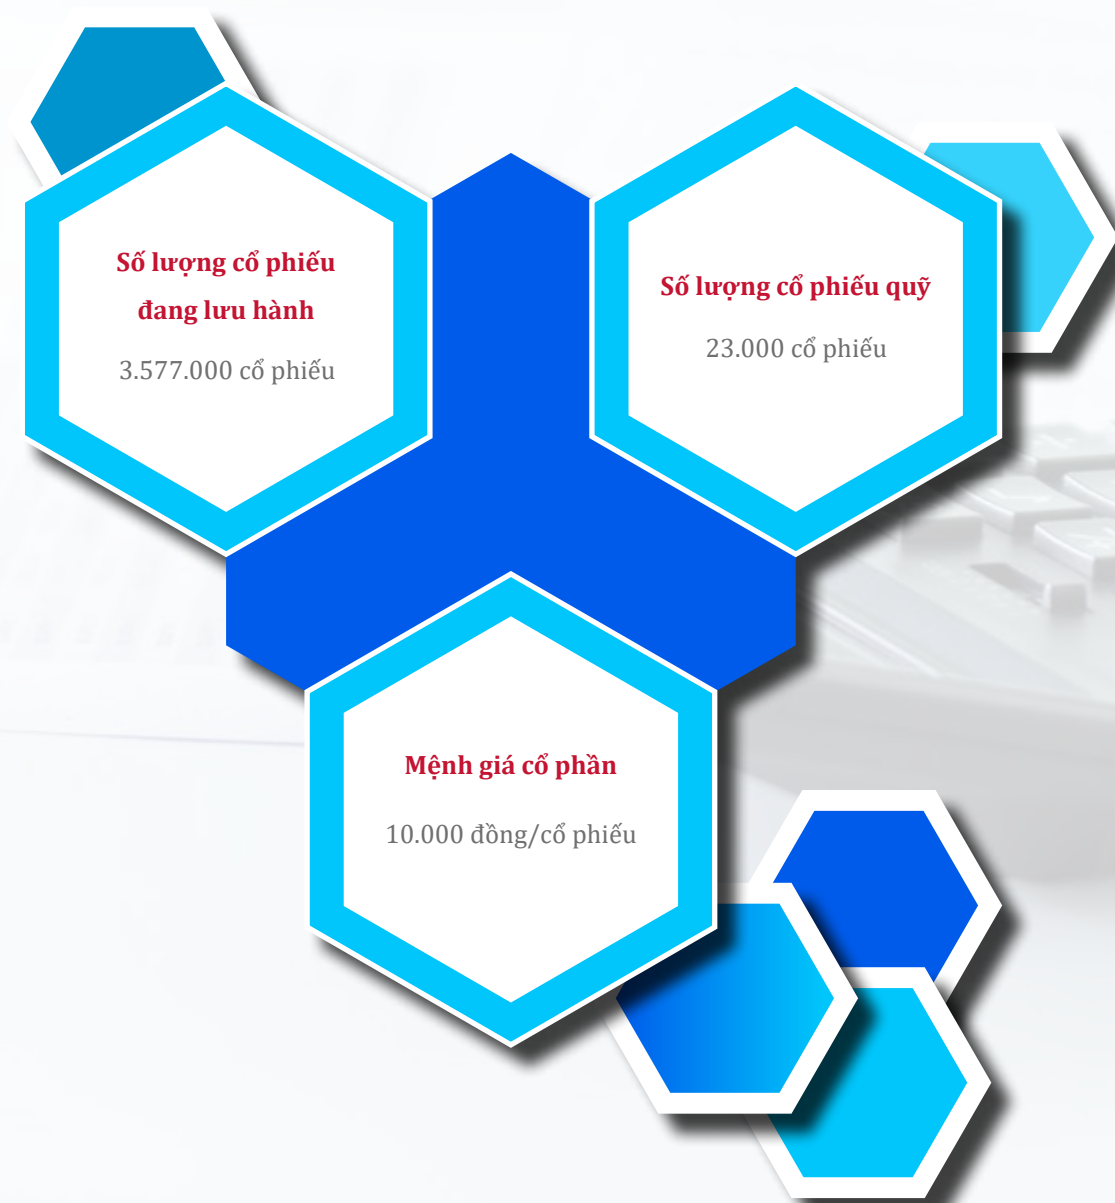 Số lượng cổ phiếu
đang lưu hành
3.577.000 cổ phiếu
Số lượng cổ phiếu quỹ
23.000 cổ phiếu
Mệnh giá cổ phần
10.000 đồng/cổ phiếu